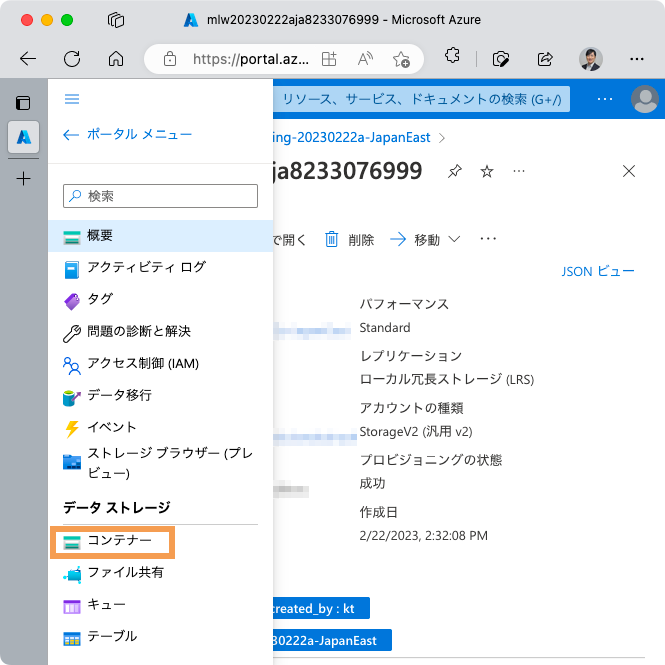 mlw20230222aja8233076999 - Microsoft Azure
https://portal.az...
リソース、サービス、ドキュメントの検索 (G+/)
ポータル メニュー
ing-20230222a-JapanEast
ja8233076999
検索
概要
で開く
削除
移動
アクティビティ ログ
JSON ビュー
タグ
パフォーマンス
Standard
問題の診断と解決
レプリケーション
アクセス制御 (IAM)
ローカル冗長ストレージ (LRS)
データ移行
アカウントの種類
イベント
StorageV2 (汎用 v2)
ストレージ ブラウザー (プレ
ビュー)
プロビジョニングの状態
成功
データ ストレージ
作成日
コンテナー
2/22/2023, 2:32:08 PM
ファイル共有
キュー
created_by : kt
テーブル
30222a-JapanEast